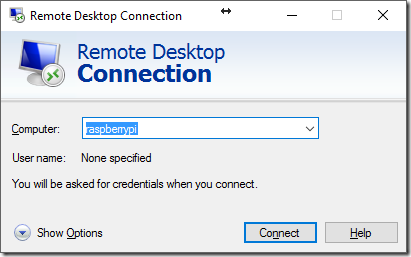 Remote Desktop Connection
Remote Desktop
Connection
Computer: raspberrypi
User name: None specified
You will be asked for credentials when you connect.
Show Options Connect Help